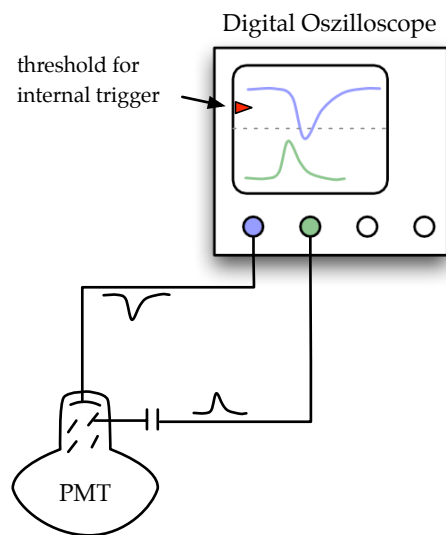 Digital Oszilloscope
threshold for
internal trigger
PMT